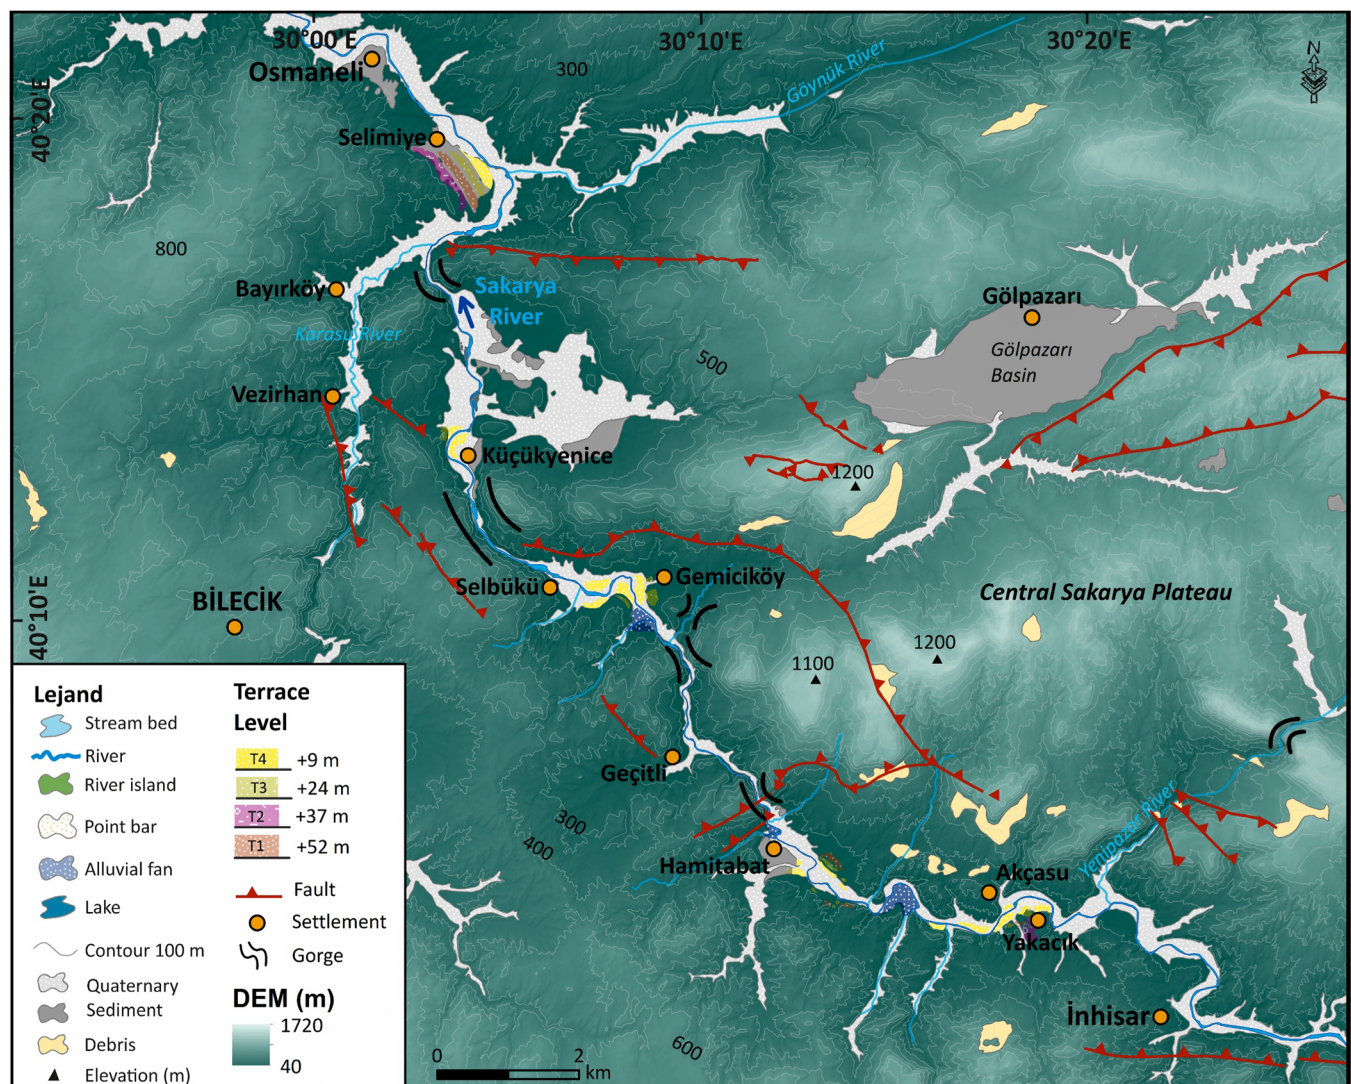 30°00'E
30°10'E
30°20'E
N
Osmaneli
300
Göynük River
40°20'E
Selimiye
800
Bayırköy
Sakarya
River
Gölpazarı
Karasu River
Gölpazarı
Basin
500
Vezirhan
Küçükyenice
1200
40°10'E
Selbükü
Gemiciköy
Central Sakarya Plateau
BİLECİK
1200
1100
Geçitli
Yenipazar River
300
400
Hamitabat
Akçasu
Yakacık
İnhisar
600
Lejand
Stream bed
River
River island
Point bar
Alluvial fan
Lake
Contour 100 m
Quaternary
Sediment
Debris
Elevation (m)
Terrace
Level
T4 +9 m
T3 +24 m
T2 +37 m
T1 +52 m
Fault
Settlement
Gorge
DEM (m)
1720
40
0 2
km